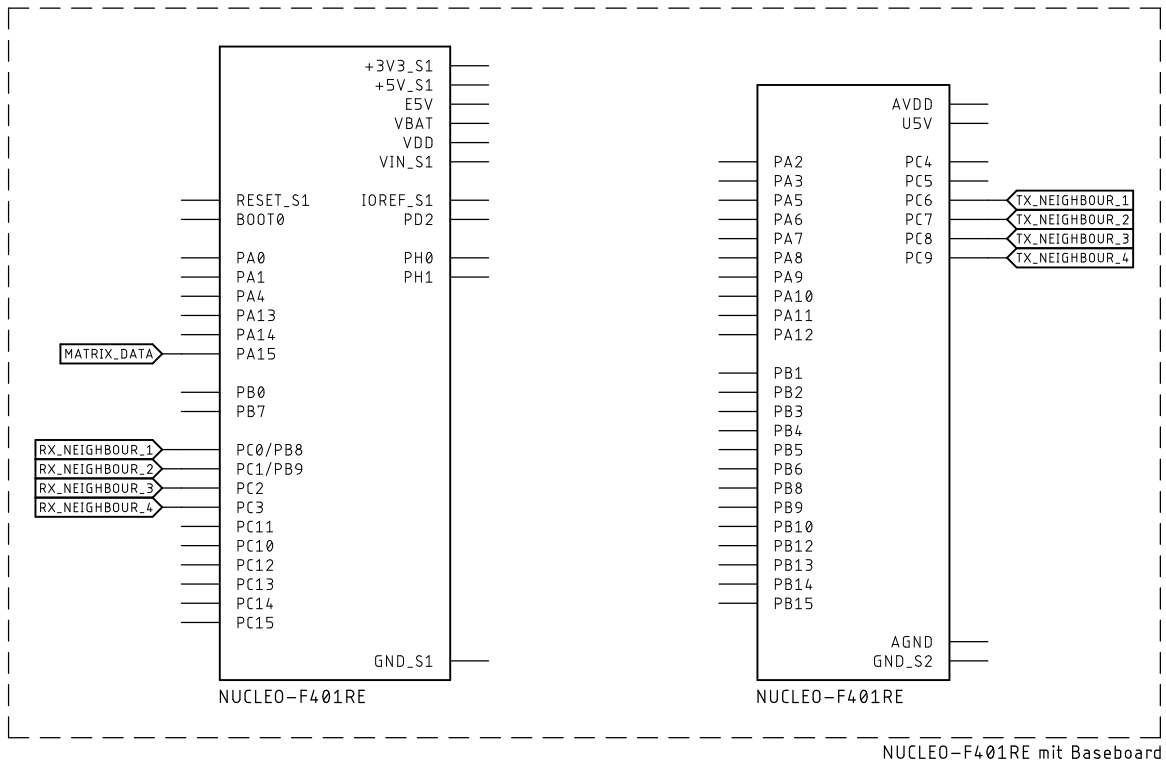 +3V3_S1
+5V_S1
E5V
VBAT
VDD
VIN_S1
RESET_S1 IOREF_S1
BOOT0 PD2
PA0 PH0
PA1 PH1
PA4
PA13
PA14
MATRIX_DATA PA15
PB0
PB7
RX_NEIGHBOUR_1 PC0/PB8
RX_NEIGHBOUR_2 PC1/PB9
RX_NEIGHBOUR_3 PC2
RX_NEIGHBOUR_4 PC3
PC11
PC10
PC12
PC13
PC14
PC15
GND_S1
NUCLEO-F401RE
AVDD
U5V
PA2 PC4
PA3 PC5
PA5 PC6 TX_NEIGHBOUR_1
PA6 PC7 TX_NEIGHBOUR_2
PA7 PC8 TX_NEIGHBOUR_3
PA8 PC9 TX_NEIGHBOUR_4
PA9
PA10
PA11
PA12
PB1
PB2
PB3
PB4
PB5
PB6
PB8
PB9
PB10
PB12
PB13
PB14
PB15
AGND
GND_S2
NUCLEO-F401RE
NUCLEO-F401RE mit Baseboard